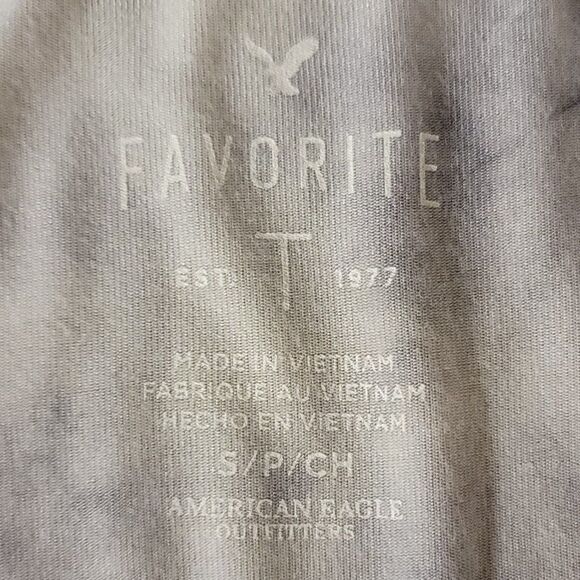 FAVORITE
T
EST. 1977
MADE IN VIETNAM
FABRIQUE AU VIETNAM
HECHO EN VIETNAM
S/P/CH
AMERICAN EAGLE
OUTFITTERS